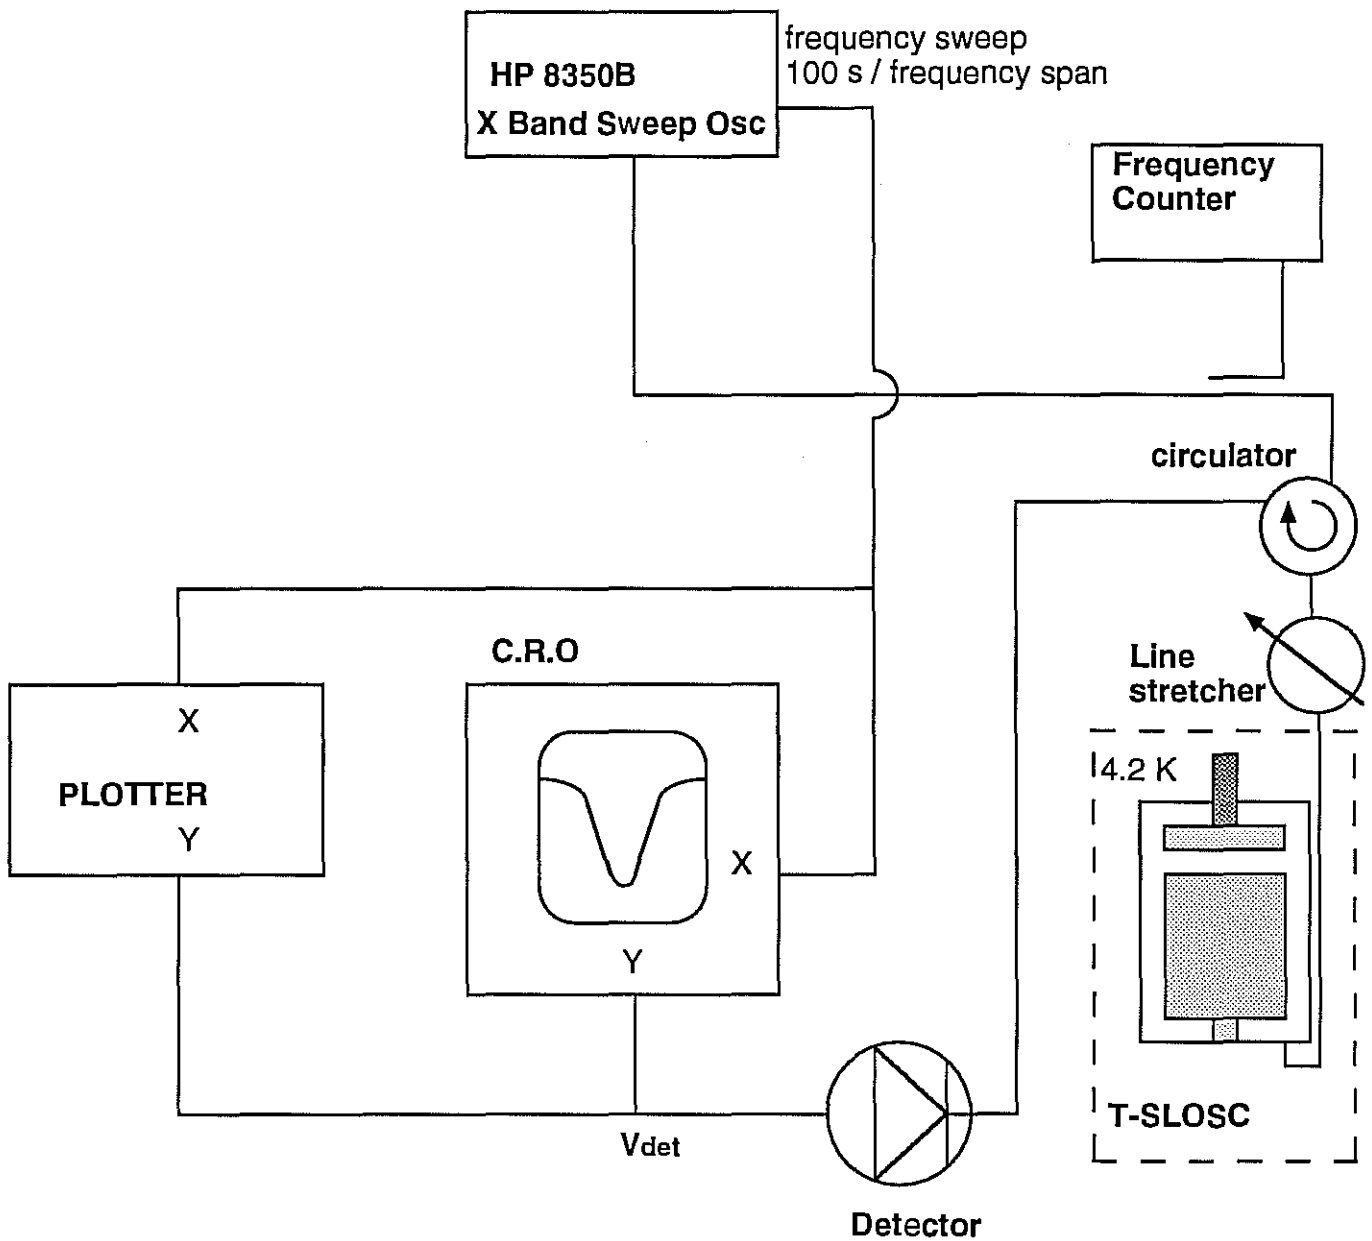 frequency sweep
100 s / frequency span
HP 8350B
X Band Sweep Osc
Frequency
Counter
circulator
C.R.O
Line
stretcher
X
PLOTTER
Y
X
Y
4.2 K
T-SLOSC
Vdet
Detector